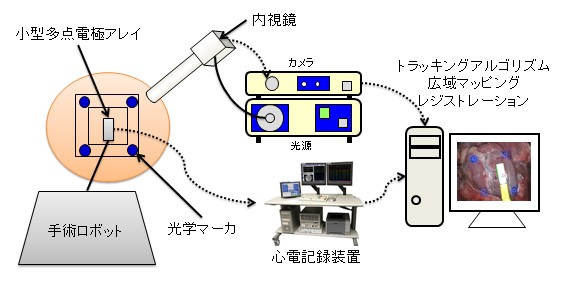 内視鏡
小型多点電極アレイ
カメラ
トラッキングアルゴリズム
広域マッピング
レジストレーション
光源
手術ロボット
光学マーカ
心電記録装置